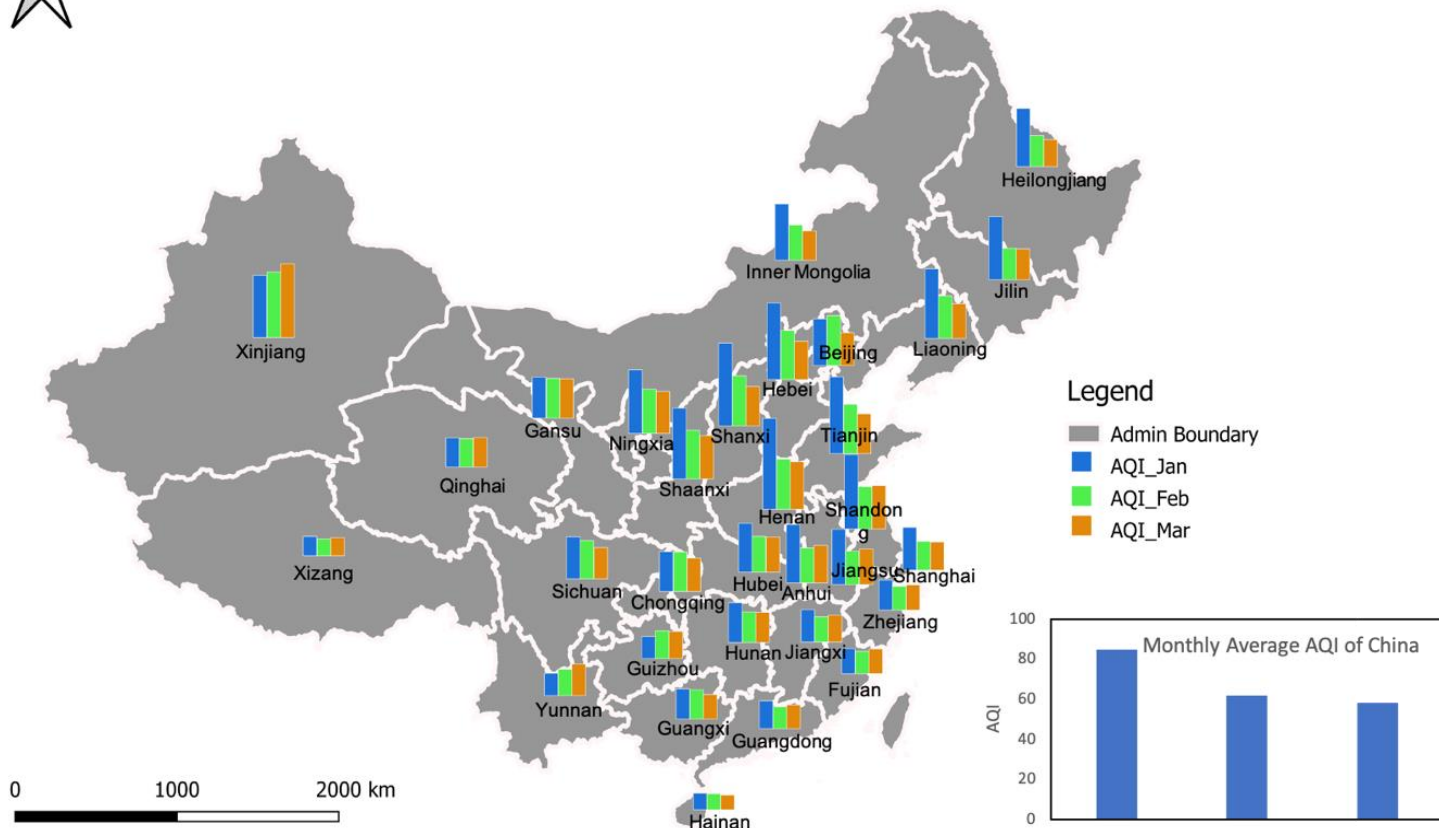 Heilongjiang
Inner Mongolia
Jilin
Xinjiang
Beijing
Liaoning
Hebei
Gansu
Ningxia
Shanxi
Tianjin
Qinghai
Shaanxi
Henan
Shandon
g
Xizang
Sichuan
Chongqing
Hubei
Anhui
Jiangsu
Shanghai
Zhejiang
Guizhou
Hunan
Jiangxi
Fujian
Yunnan
Guangxi
Guangdong
Hainan
Legend
Admin Boundary
AQI_Jan
AQI_Feb
AQI_Mar
0 1000 2000 km
Monthly Average AQI of China
AQI
100
80
60
40
20
0